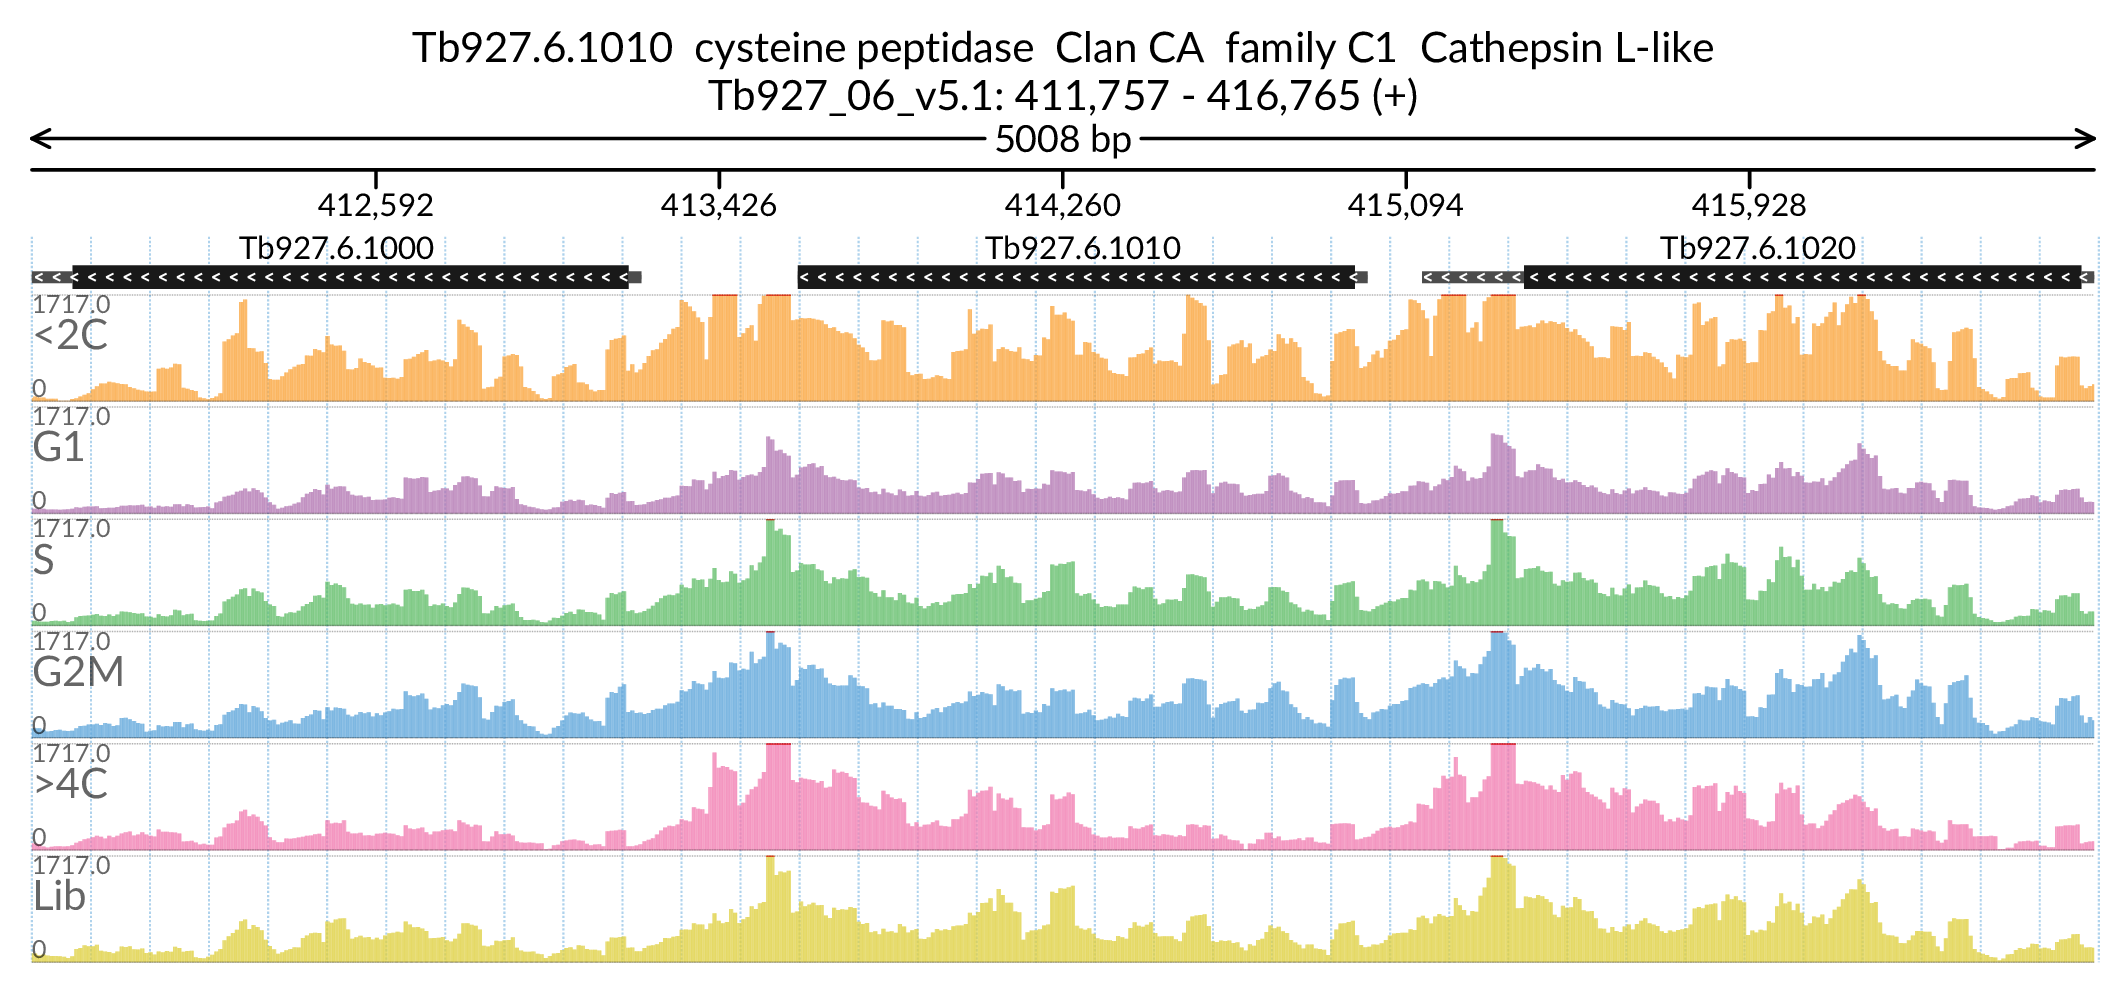 Tb927.6.1010  cysteine peptidase  Clan CA  family C1  Cathepsin L-like
Tb927_06_v5.1: 411,757 - 416,765 (+)
5008 bp
412,592 413,426 414,260 415,094 415,928
Tb927.6.1000 Tb927.6.1010 Tb927.6.1020
1717.0
<2C
0
1717.0
G1
0
1717.0
S
0
1717.0
G2M
0
1717.0
>4C
0
1717.0
Lib
0